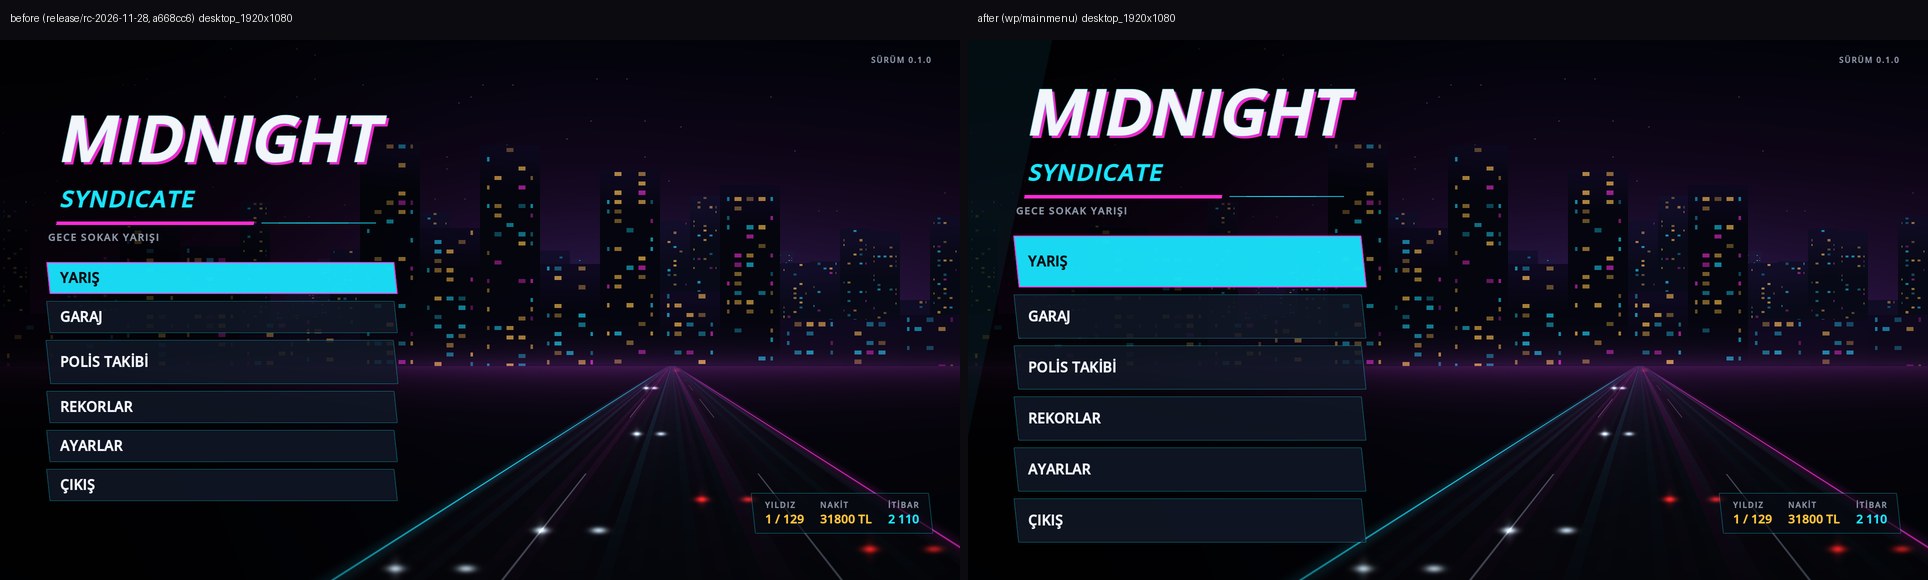 before (release/rc-2026-11-28, a668cc6) desktop_1920x1080
SÜRÜM 0.1.0
MIDNIGHT
SYNDICATE
GECE SOKAK YARIŞI
YARIŞ
GARAJ
POLİS TAKİBİ
REKORLAR
AYARLAR
ÇIKIŞ
YILDIZ NAKİT İTİBAR
1 / 129 31800 TL 2 110
after (wp/mainmenu) desktop_1920x1080
SÜRÜM 0.1.0
MIDNIGHT
SYNDICATE
GECE SOKAK YARIŞI
YARIŞ
GARAJ
POLİS TAKİBİ
REKORLAR
AYARLAR
ÇIKIŞ
YILDIZ NAKİT İTİBAR
1 / 129 31800 TL 2 110